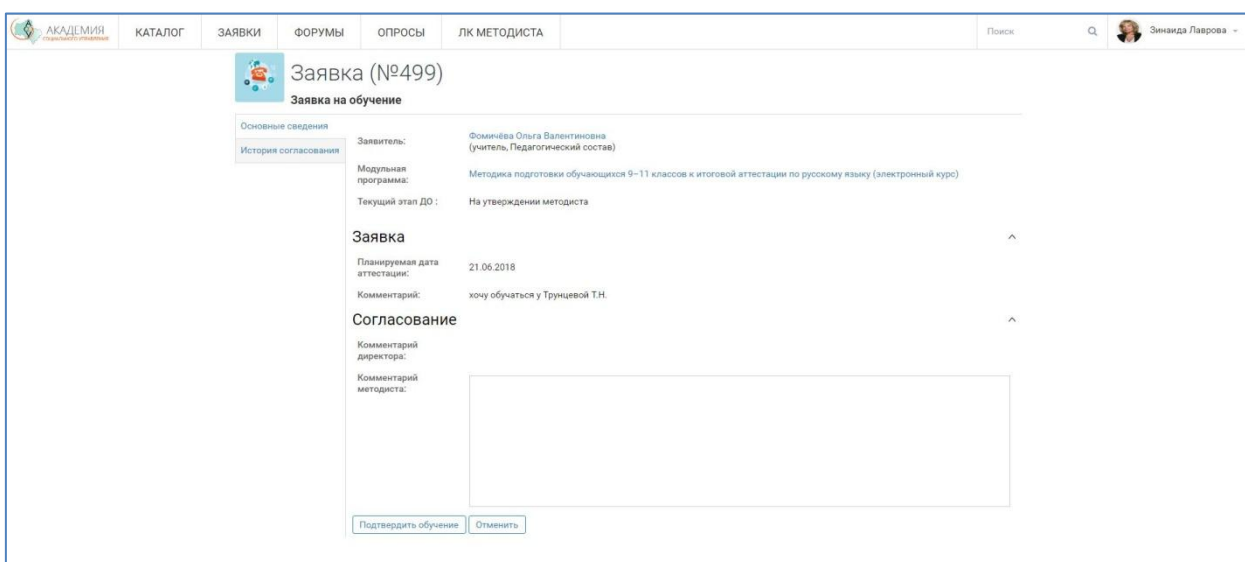 АКАДЕМИЯ
СОЦИАЛЬНОГО УПРАВЛЕНИЯ
КАТАЛОГ
ЗАЯВКИ
ФОРУМЫ
ОПРОСЫ
ЛК МЕТОДИСТА
Поиск
Зинаида Лаврова
Заявка (№499)
Заявка на обучение
Основные сведения
История согласования
Заявитель:
Фомичёва Ольга Валентиновна
(учитель, Педагогический состав)
Модульная
программа:
Методика подготовки обучающихся 9–11 классов к итоговой аттестации по русскому языку (электронный курс)
Текущий этап ДО :
На утверждении методиста
Заявка
Планируемая дата
аттестации:
21.06.2018
Комментарий:
хочу обучаться у Трунцевой Т.Н.
Согласование
Комментарий
директора:
Комментарий
методиста:
Подтвердить обучение
Отменить